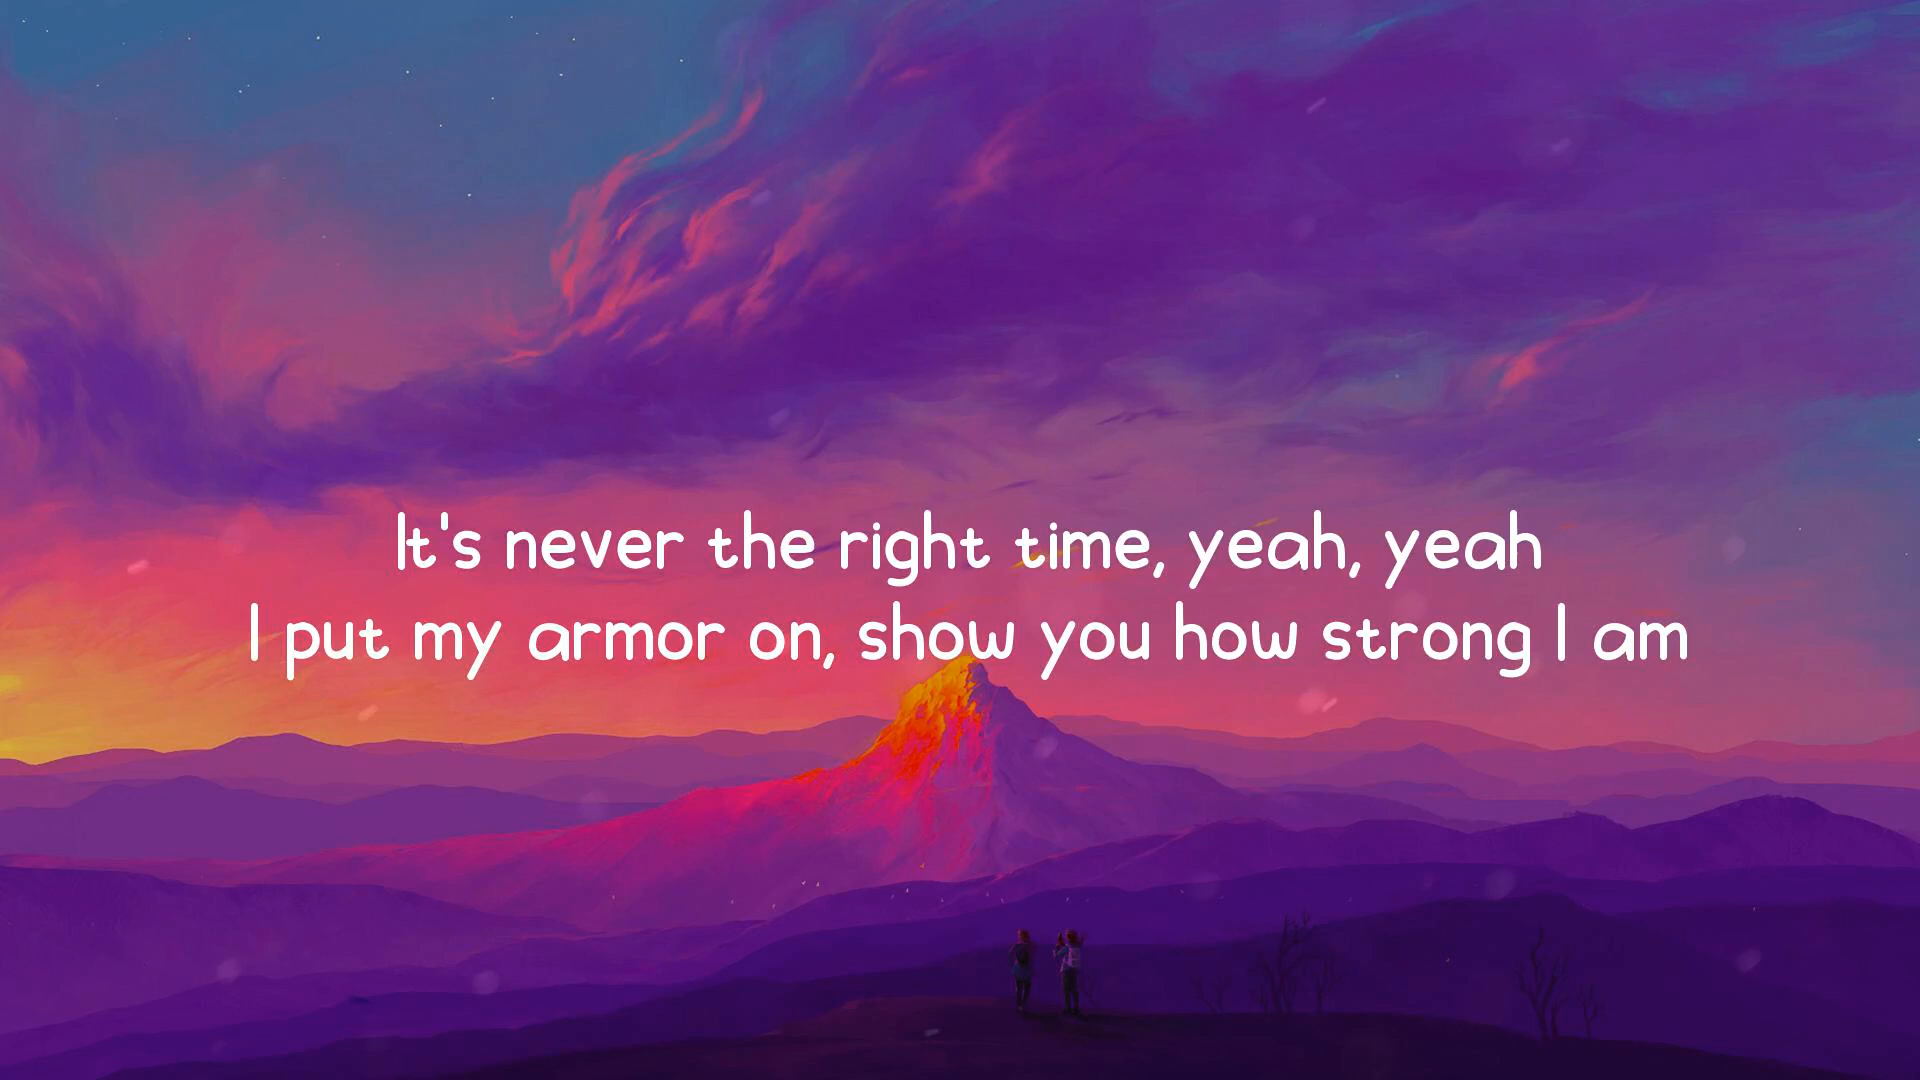 It's never the right time, yeah, yeah
I put my armor on, show you how strong I am